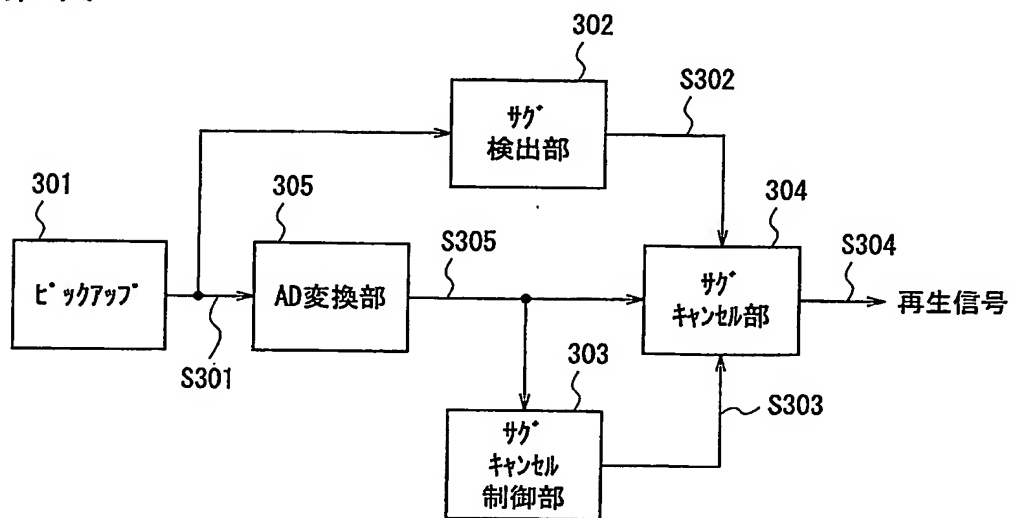 302
S302
ｻｸﾞ
検出部
301
305
304
S305
S304
ﾋﾟｯｸｱｯﾌﾟ
AD変換部
ｻｸﾞ
ｷｬﾝｾﾙ部
再生信号
S301
303
S303
ｻｸﾞ
ｷｬﾝｾﾙ
制御部